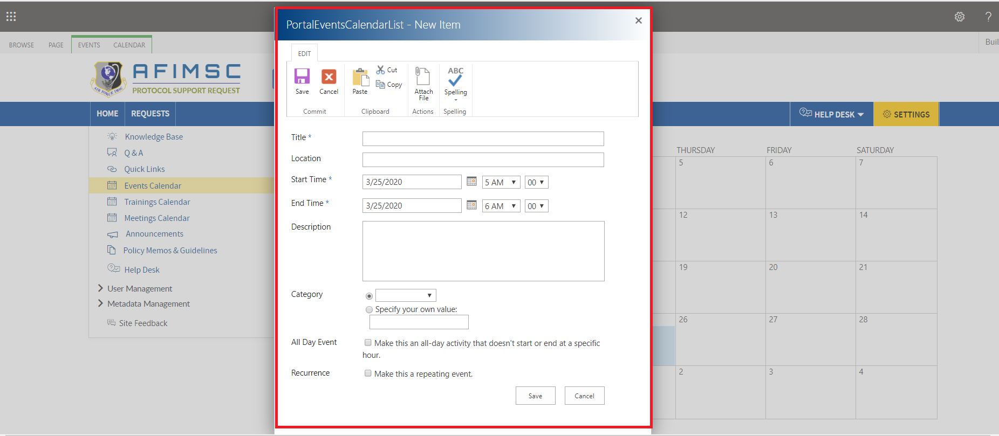 PortalEventsCalendarList - New Item
?
BROWSE
PAGE
EVENTS
CALENDAR
EDIT
AFIMSC
PROTOCOL SUPPORT REQUEST
AIR FORCE IMSC
Save
Cancel
Paste
Cut
Copy
Attach
File
ABC
Spelling
Commit
Clipboard
Actions
Spelling
HOME
REQUESTS
HELP DESK
SETTINGS
Knowledge Base
Q & A
Quick Links
Events Calendar
Trainings Calendar
Meetings Calendar
Announcements
Policy Memos & Guidelines
Help Desk
User Management
Metadata Management
Site Feedback
Title *
Location
Start Time *
3/25/2020
5 AM
00
End Time *
3/25/2020
6 AM
00
Description
Category
Specify your own value:
All Day Event
Make this an all-day activity that doesn't start or end at a specific
hour.
Recurrence
Make this a repeating event.
Save
Cancel
THURSDAY
FRIDAY
SATURDAY
5
6
7
12
13
14
19
20
21
26
27
28
2
3
4